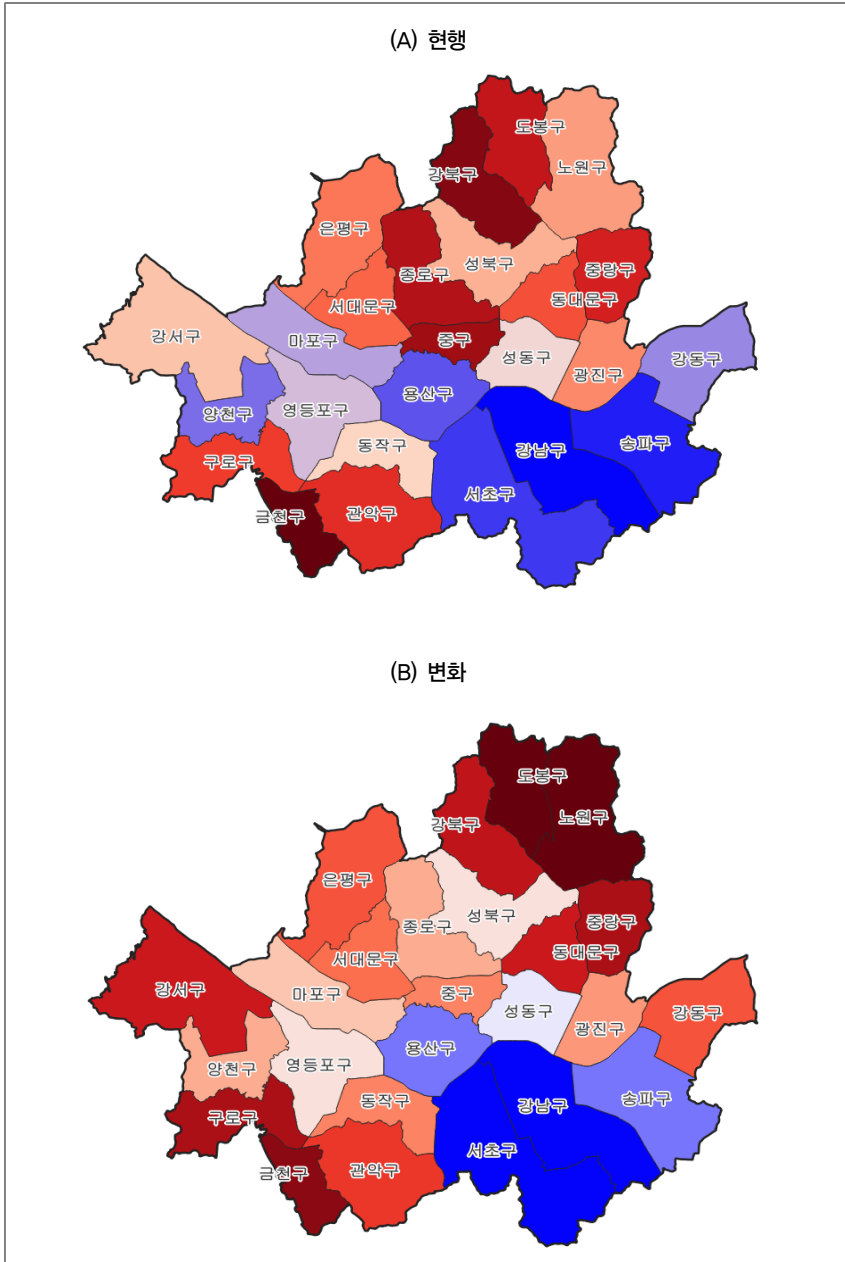 (A) 현행
도봉구
노원구
강북구
은평구
성북구
종로구
중랑구
서대문구
동대문구
강서구
마포구
중구
성동구
강동구
광진구
양천구
영등포구
용산구
동작구
송파구
강남구
구로구
서초구
금천구
관악구
(B) 변화
도봉구
노원구
강북구
은평구
성북구
종로구
중랑구
동대문구
서대문구
강서구
마포구
중구
성동구
강동구
광진구
용산구
양천구
영등포구
송파구
동작구
강남구
구로구
서초구
금천구
관악구